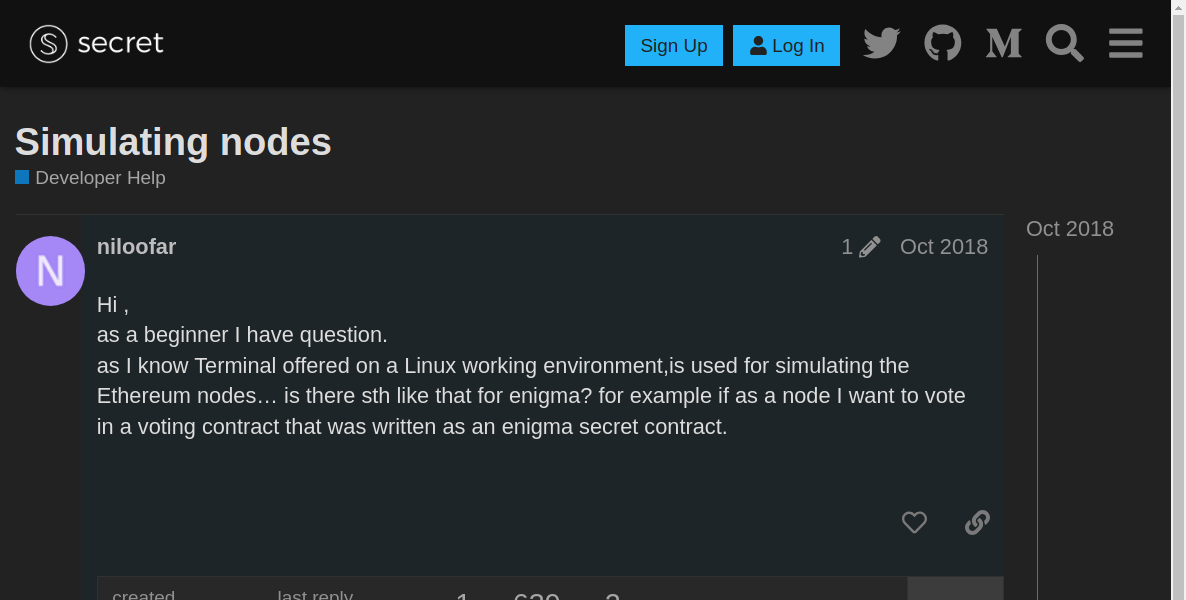 secret
Sign Up
Log In
Simulating nodes
Developer Help
Oct 2018
N
niloofar
1
Oct 2018
Hi ,
as a beginner I have question.
as I know Terminal offered on a Linux working environment,is used for simulating the
Ethereum nodes… is there sth like that for enigma? for example if as a node I want to vote
in a voting contract that was written as an enigma secret contract.
created
last reply
1